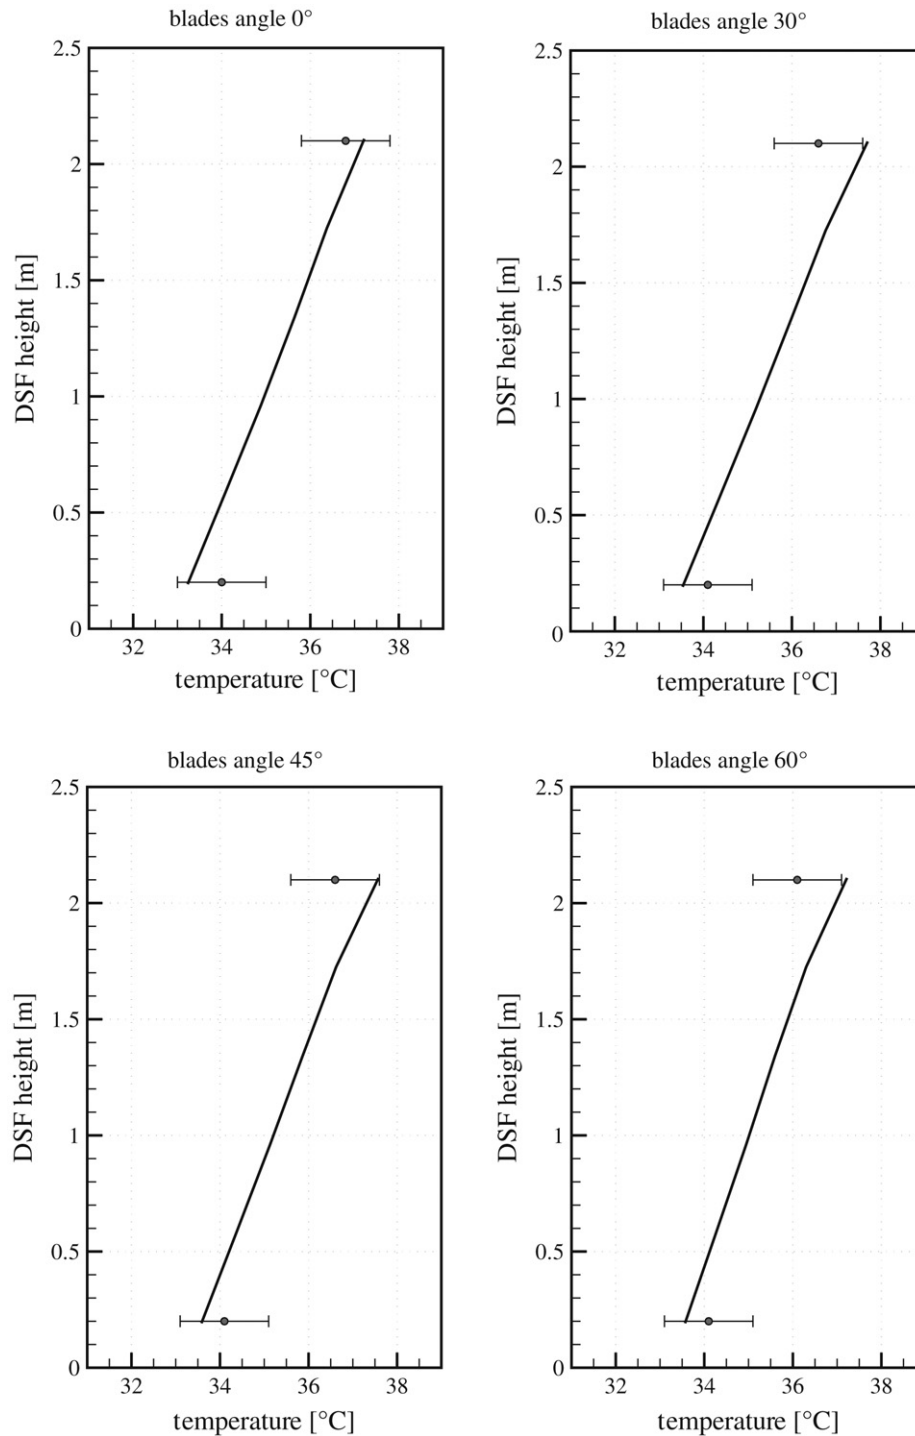 blades angle 0°
2.5
2
1.5
1
0.5
0
DSF height [m]
32 34 36 38
temperature [°C]
blades angle 30°
2.5
2
1.5
1
0.5
0
DSF height [m]
32 34 36 38
temperature [°C]
blades angle 45°
2.5
2
1.5
1
0.5
0
DSF height [m]
32 34 36 38
temperature [°C]
blades angle 60°
2.5
2
1.5
1
0.5
0
DSF height [m]
32 34 36 38
temperature [°C]